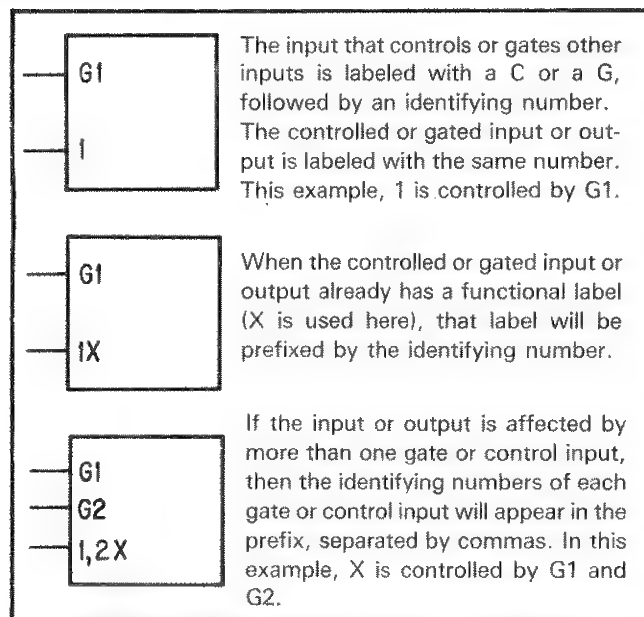 G1
1
The input that controls or gates other
inputs is labeled with a C or a G,
followed by an identifying number.
The controlled or gated input or out-
put is labeled with the same number.
This example, 1 is controlled by G1.
G1
1X
When the controlled or gated input or
output already has a functional label
(X is used here), that label will be
prefixed by the identifying number.
G1
G2
1,2X
If the input or output is affected by
more than one gate or control input,
then the identifying numbers of each
gate or control input will appear in the
prefix, separated by commas. In this
example, X is controlled by G1 and
G2.